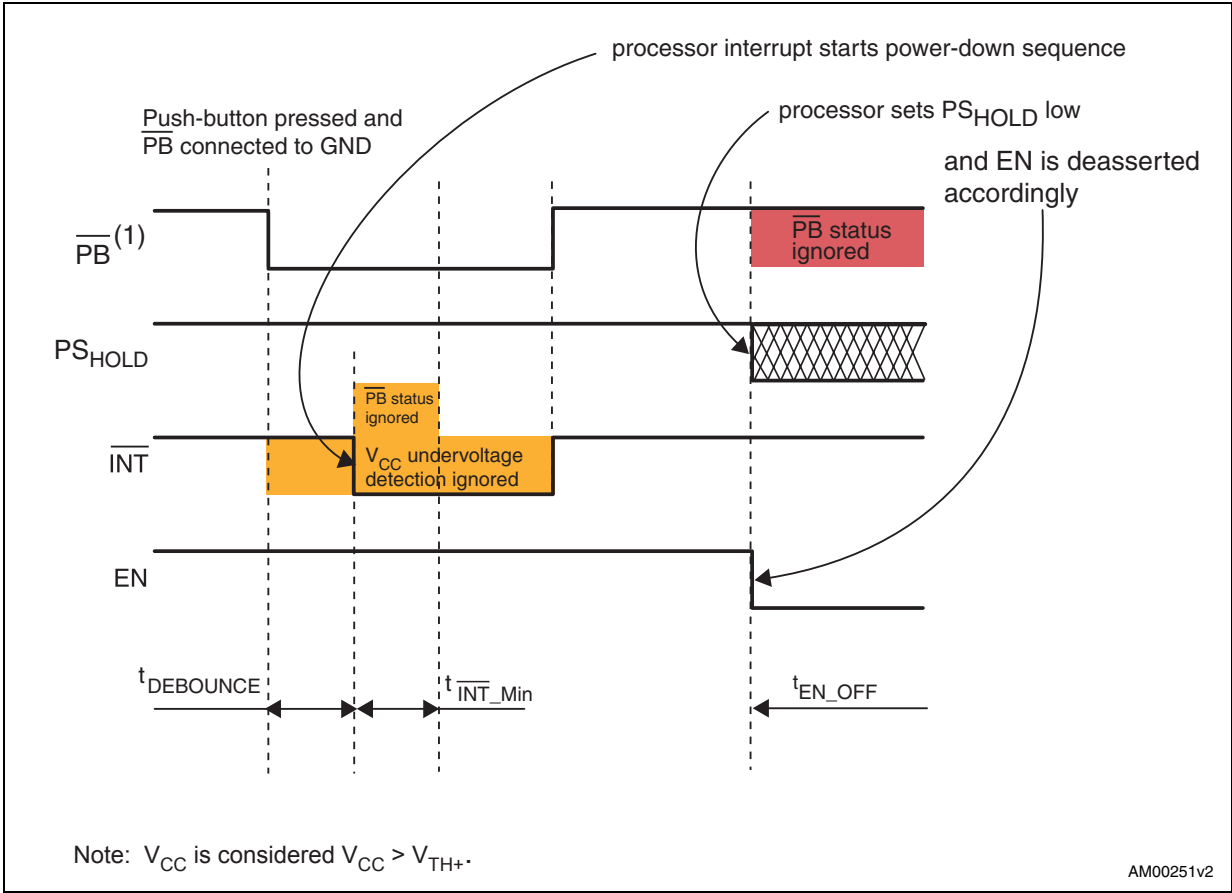 processor interrupt starts power-down sequence
processor sets PSHOLD low
Push-button pressed and
PB connected to GND
and EN is deasserted
accordingly
PB(1)
PB status
ignored
PSHOLD
PB status
ignored
INT
VCC undervoltage
detection ignored
EN
tDEBOUNCE
tINT_Min
tEN_OFF
Note: VCC is considered VCC > VTH+.
AM00251v2